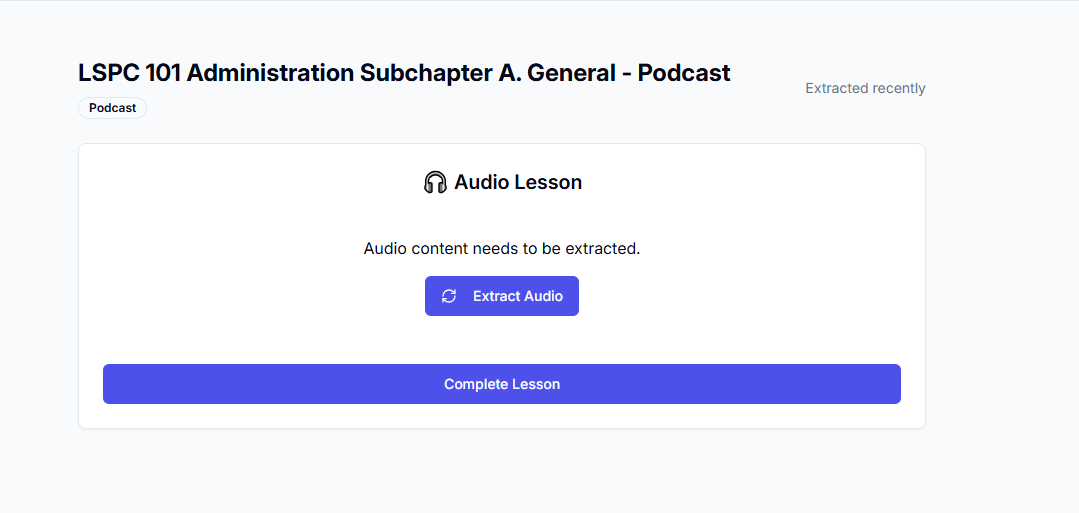 LSPC 101 Administration Subchapter A. General - Podcast
Extracted recently
Podcast
Audio Lesson
Audio content needs to be extracted.
Extract Audio
Complete Lesson